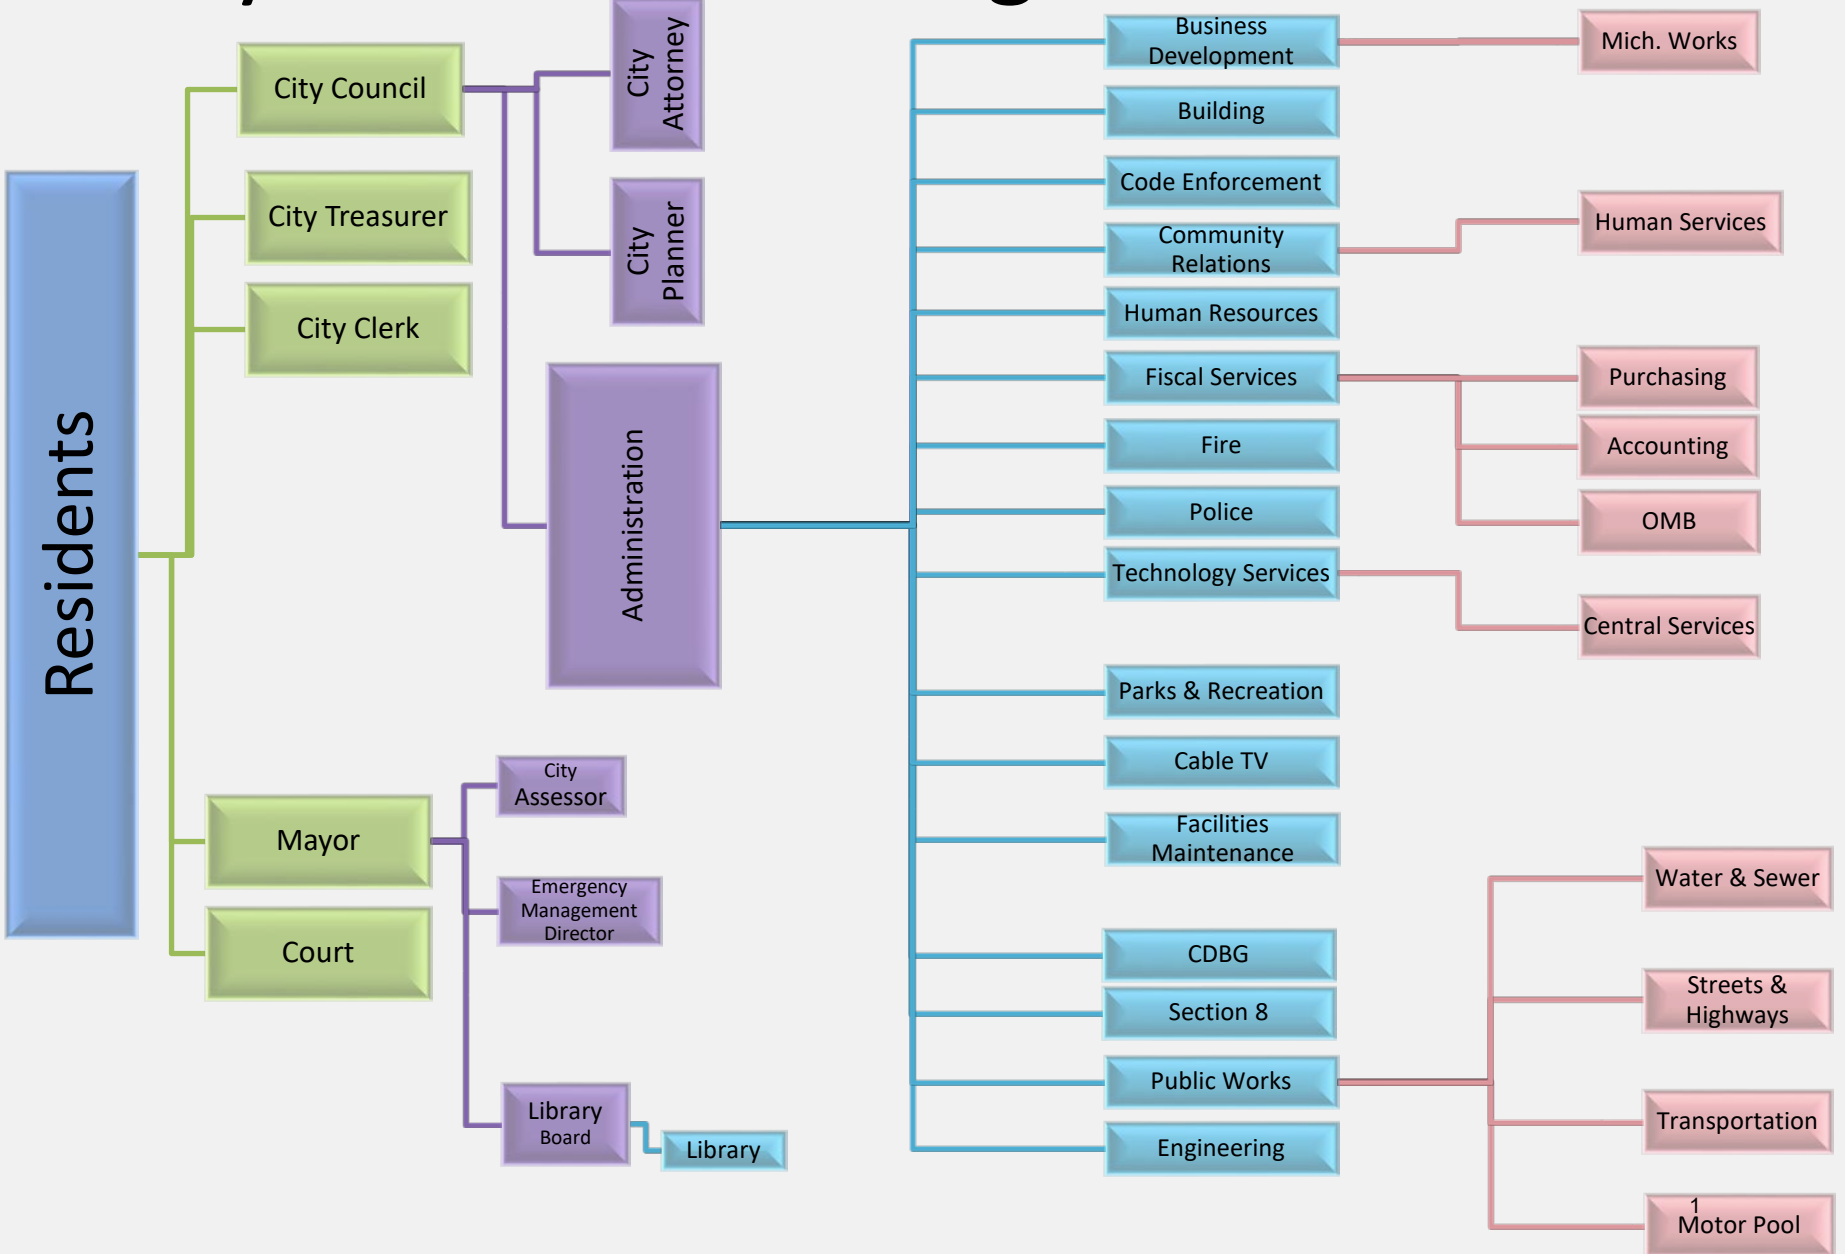 Residents
City Council
City Treasurer
City Clerk
Mayor
Court
City
Attorney
City
Planner
Administration
City
Assessor
Emergency
Management
Director
Library
Board
Library
Business
Development
Building
Code Enforcement
Community
Relations
Human Resources
Fiscal Services
Fire
Police
Technology Services
Parks & Recreation
Cable TV
Facilities
Maintenance
CDBG
Section 8
Public Works
Engineering
Mich. Works
Human Services
Purchasing
Accounting
OMB
Central Services
Water & Sewer
Streets &
Highways
Transportation
1
Motor Pool